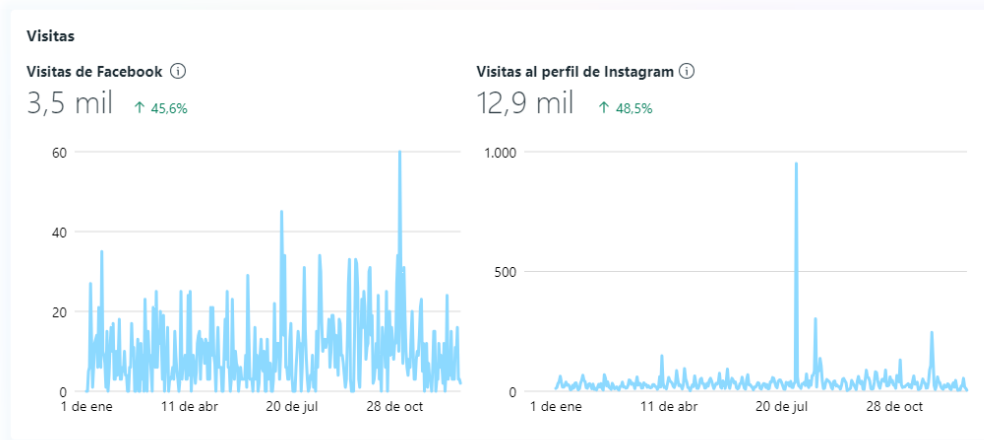 Visitas
Visitas de Facebook
3,5 mil ↑ 45,6%
60
40
20
0
1 de ene 11 de abr 20 de jul 28 de oct
Visitas al perfil de Instagram
12,9 mil ↑ 48,5%
1.000
500
0
1 de ene 11 de abr 20 de jul 28 de oct